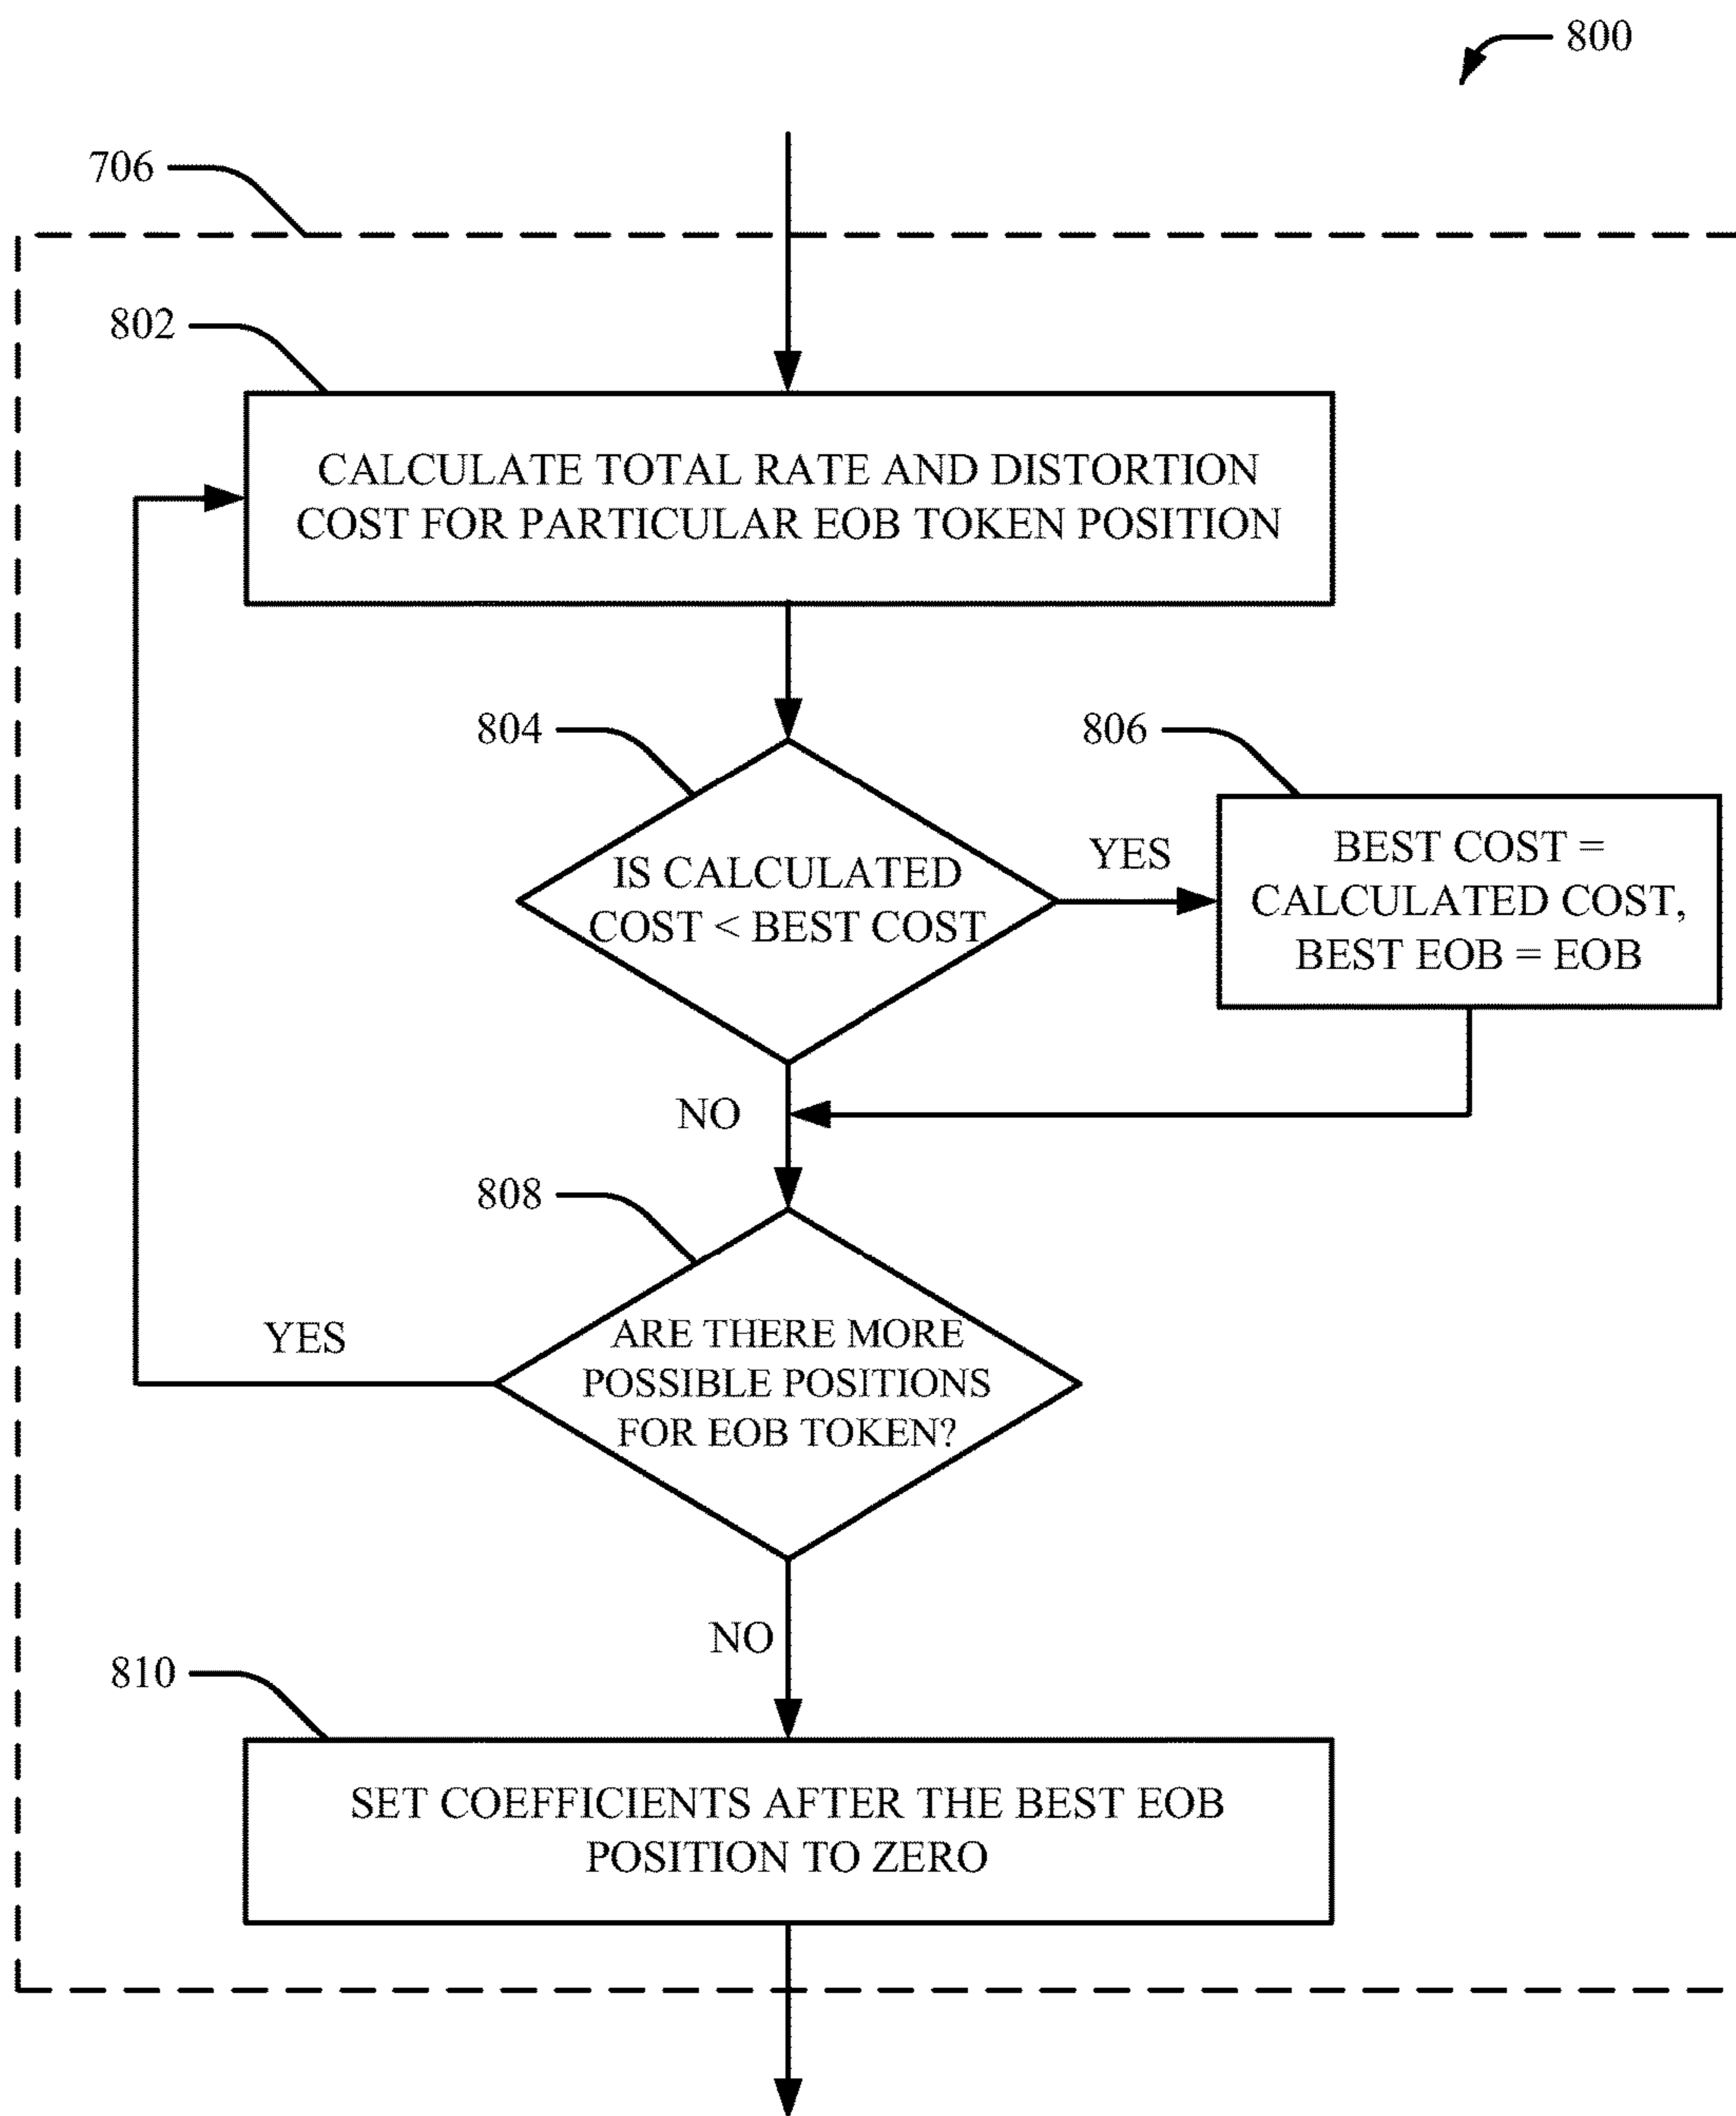 800
706
802
CALCULATE TOTAL RATE AND DISTORTION
COST FOR PARTICULAR EOB TOKEN POSITION
804
806
IS CALCULATED
COST < BEST COST
YES
BEST COST =
CALCULATED COST,
BEST EOB = EOB
NO
808
ARE THERE MORE
POSSIBLE POSITIONS
FOR EOB TOKEN?
YES
NO
810
SET COEFFICIENTS AFTER THE BEST EOB
POSITION TO ZERO